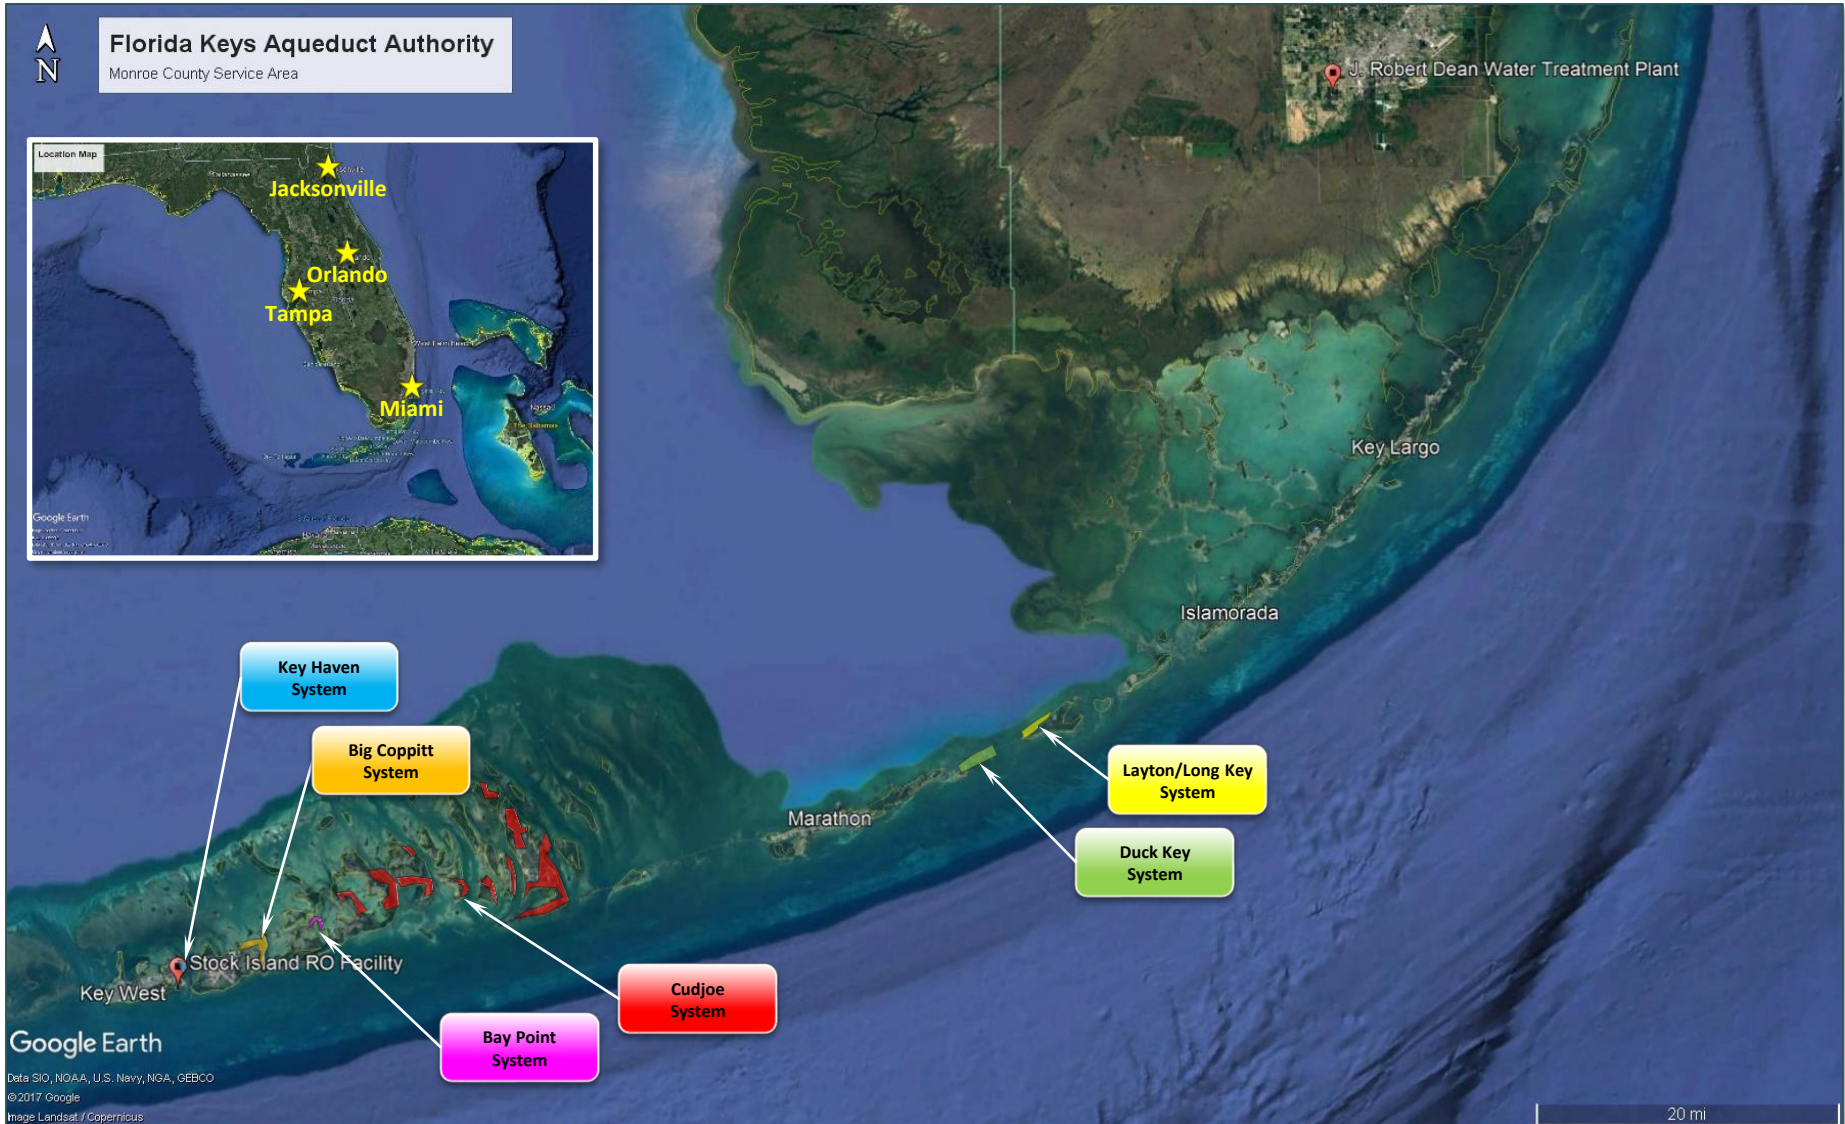 N
Florida Keys Aqueduct Authority
Monroe County Service Area
J. Robert Dean Water Treatment Plant
Location Map
Jacksonville
Orlando
Tampa
Miami
Nassau
The Bahamas
Google Earth
Key Largo
Islamorada
Key Haven
System
Big Coppitt
System
Layton/Long Key
System
Marathon
Duck Key
System
Stock Island RO Facility
Key West
Cudjoe
System
Bay Point
System
Google Earth
Data SIO, NOAA, U.S. Navy, NGA, GEBCO
© 2017 Google
Image Landsat / Copernicus
20 mi